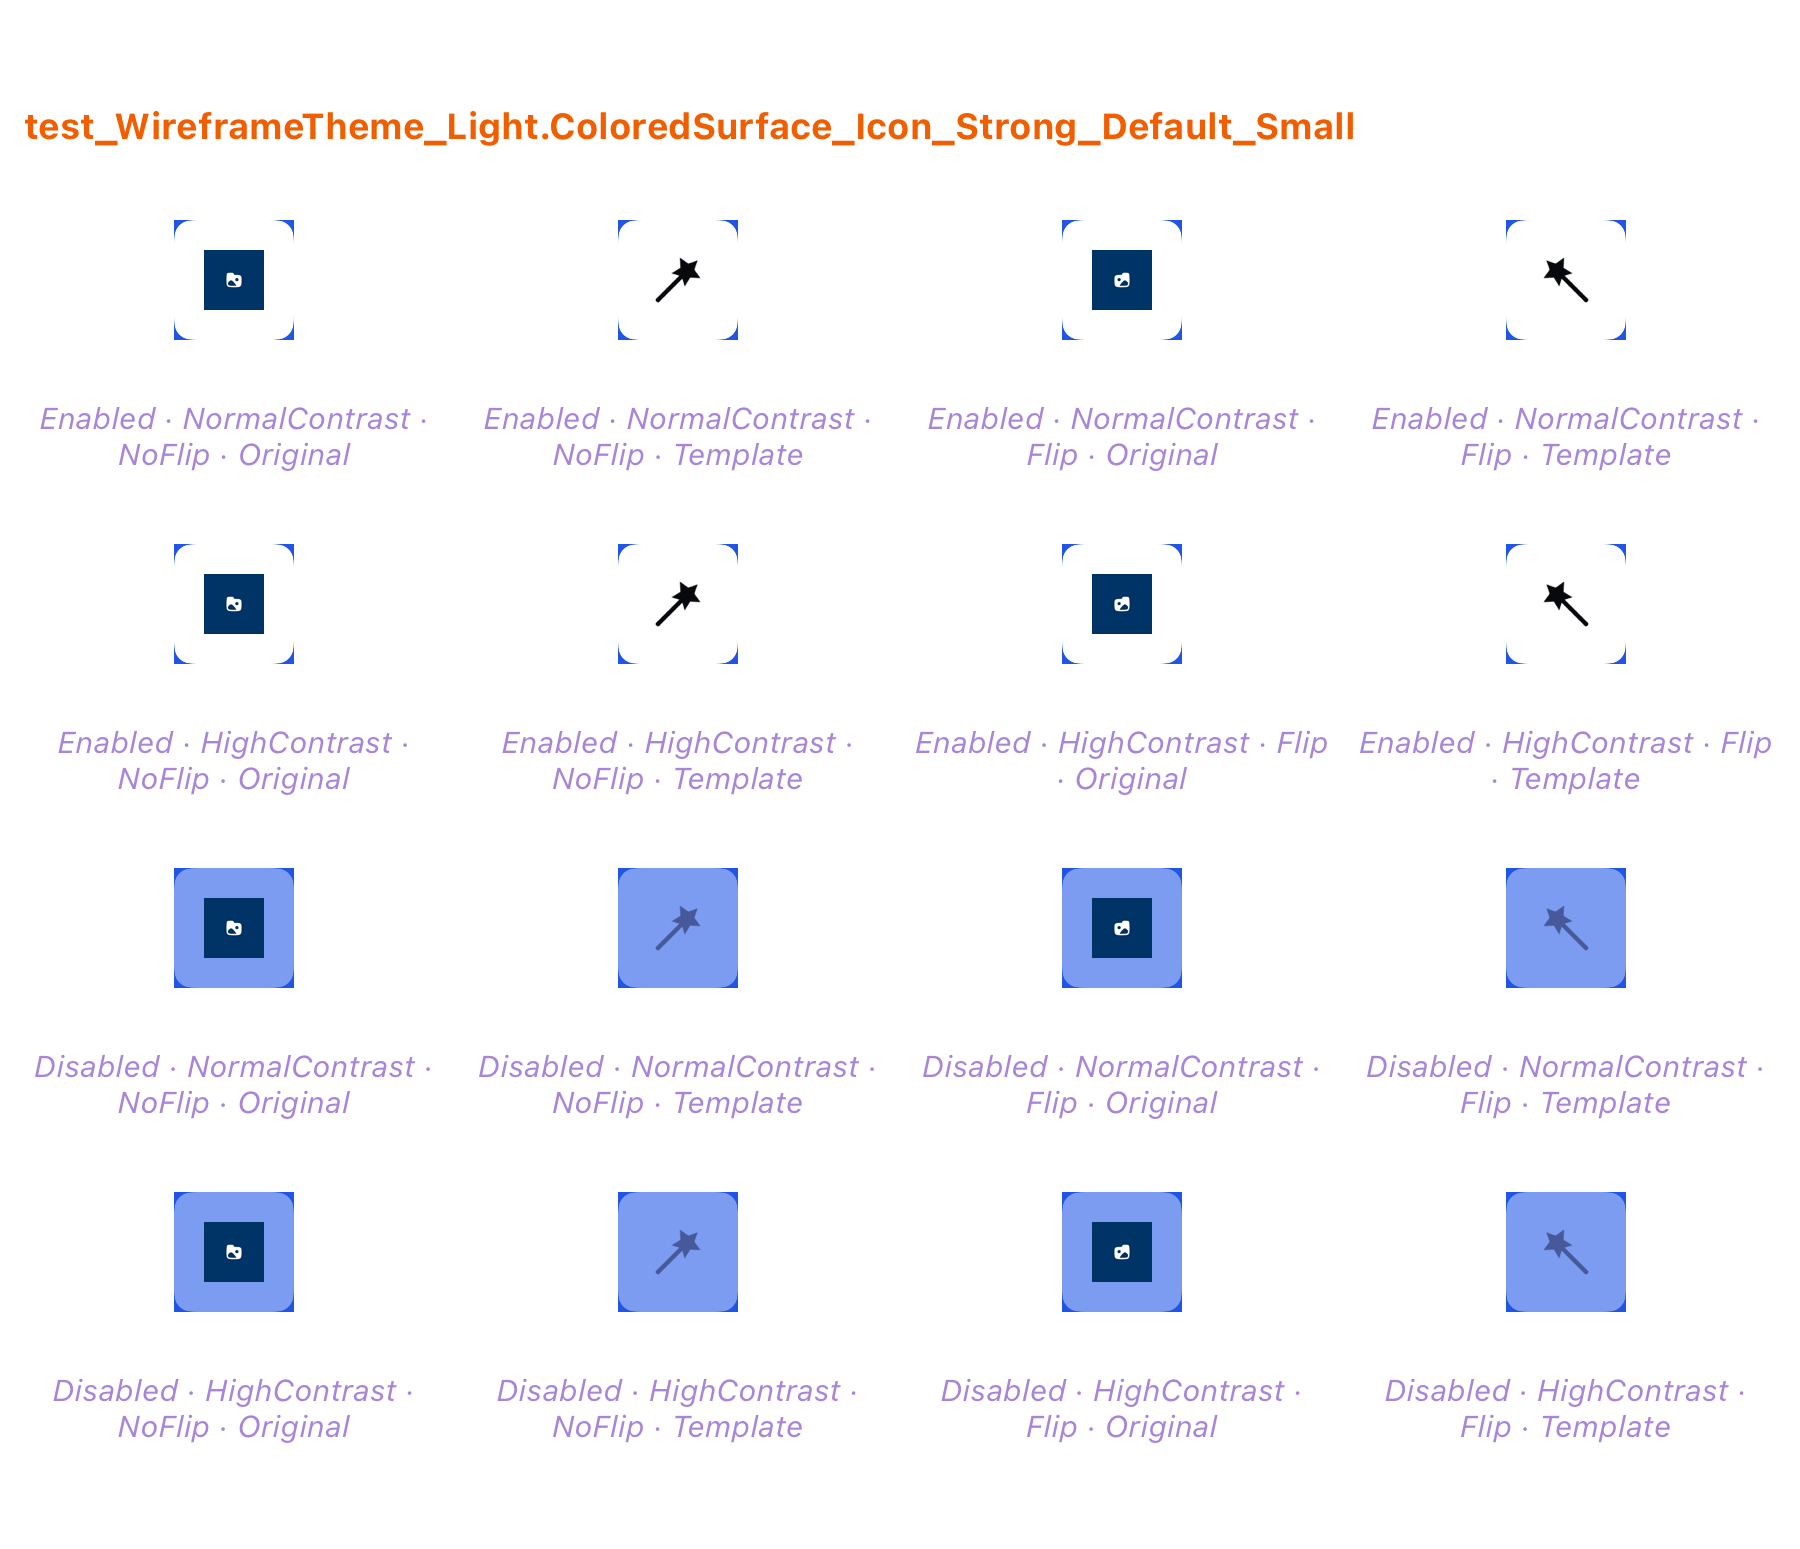 test_WireframeTheme_Light.ColoredSurface_Icon_Strong_Default_Small
Enabled · NormalContrast ·
NoFlip · Original
Enabled · NormalContrast ·
NoFlip · Template
Enabled · NormalContrast ·
Flip · Original
Enabled · NormalContrast ·
Flip · Template
Enabled · HighContrast ·
NoFlip · Original
Enabled · HighContrast ·
NoFlip · Template
Enabled · HighContrast · Flip
· Original
Enabled · HighContrast · Flip
· Template
Disabled · NormalContrast ·
NoFlip · Original
Disabled · NormalContrast ·
NoFlip · Template
Disabled · NormalContrast ·
Flip · Original
Disabled · NormalContrast ·
Flip · Template
Disabled · HighContrast ·
NoFlip · Original
Disabled · HighContrast ·
NoFlip · Template
Disabled · HighContrast ·
Flip · Original
Disabled · HighContrast ·
Flip · Template